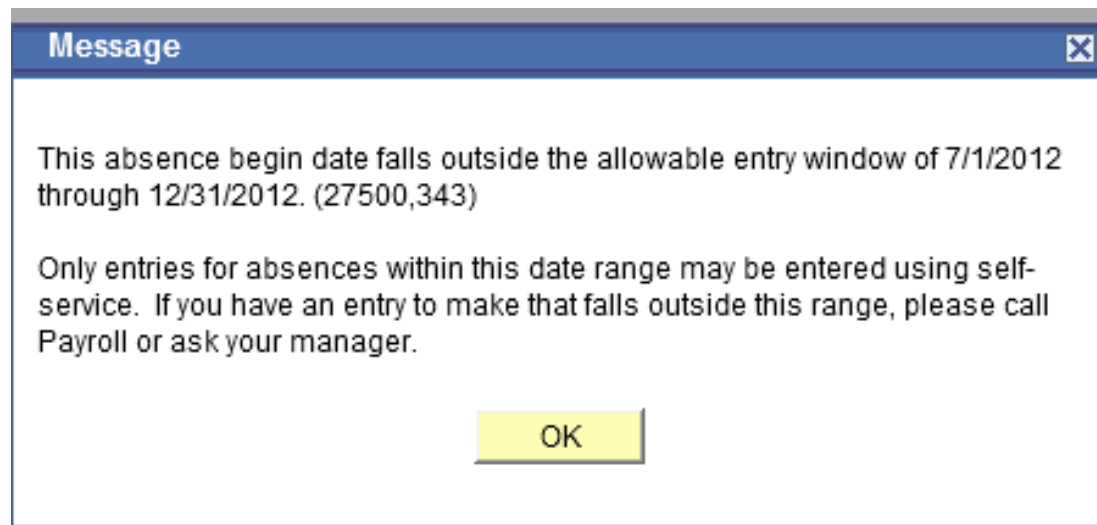 Message
This absence begin date falls outside the allowable entry window of 7/1/2012
through 12/31/2012. (27500,343)
Only entries for absences within this date range may be entered using self-
service.  If you have an entry to make that falls outside this range, please call
Payroll or ask your manager.
OK